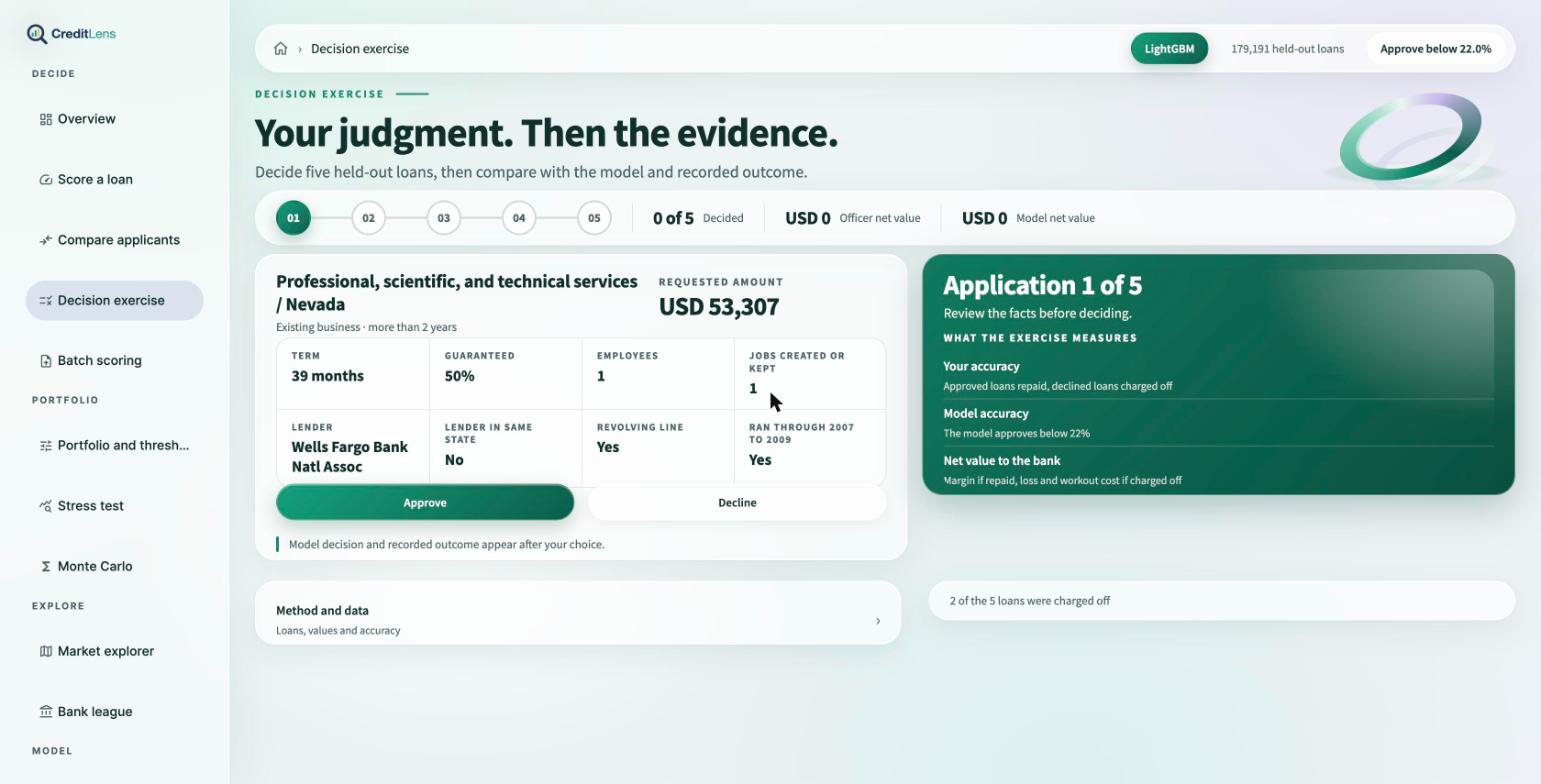 CreditLens
DECIDE
Overview
Score a loan
Compare applicants
Decision exercise
Batch scoring
PORTFOLIO
Portfolio and thresh...
Stress test
Monte Carlo
EXPLORE
Market explorer
Bank league
MODEL
› Decision exercise
LightGBM
179,191 held-out loans
Approve below 22.0%
DECISION EXERCISE
Your judgment. Then the evidence.
Decide five held-out loans, then compare with the model and recorded outcome.
01 02 03 04 05
0 of 5 Decided
USD 0 Officer net value
USD 0 Model net value
Professional, scientific, and technical services
/ Nevada
Existing business · more than 2 years
REQUESTED AMOUNT
USD 53,307
TERM
39 months
GUARANTEED
50%
EMPLOYEES
1
JOBS CREATED OR
KEPT
1
LENDER
Wells Fargo Bank
Natl Assoc
LENDER IN SAME
STATE
No
REVOLVING LINE
Yes
RAN THROUGH 2007
TO 2009
Yes
Approve
Decline
Model decision and recorded outcome appear after your choice.
Application 1 of 5
Review the facts before deciding.
WHAT THE EXERCISE MEASURES
Your accuracy
Approved loans repaid, declined loans charged off
Model accuracy
The model approves below 22%
Net value to the bank
Margin if repaid, loss and workout cost if charged off
Method and data
Loans, values and accuracy
›
2 of the 5 loans were charged off